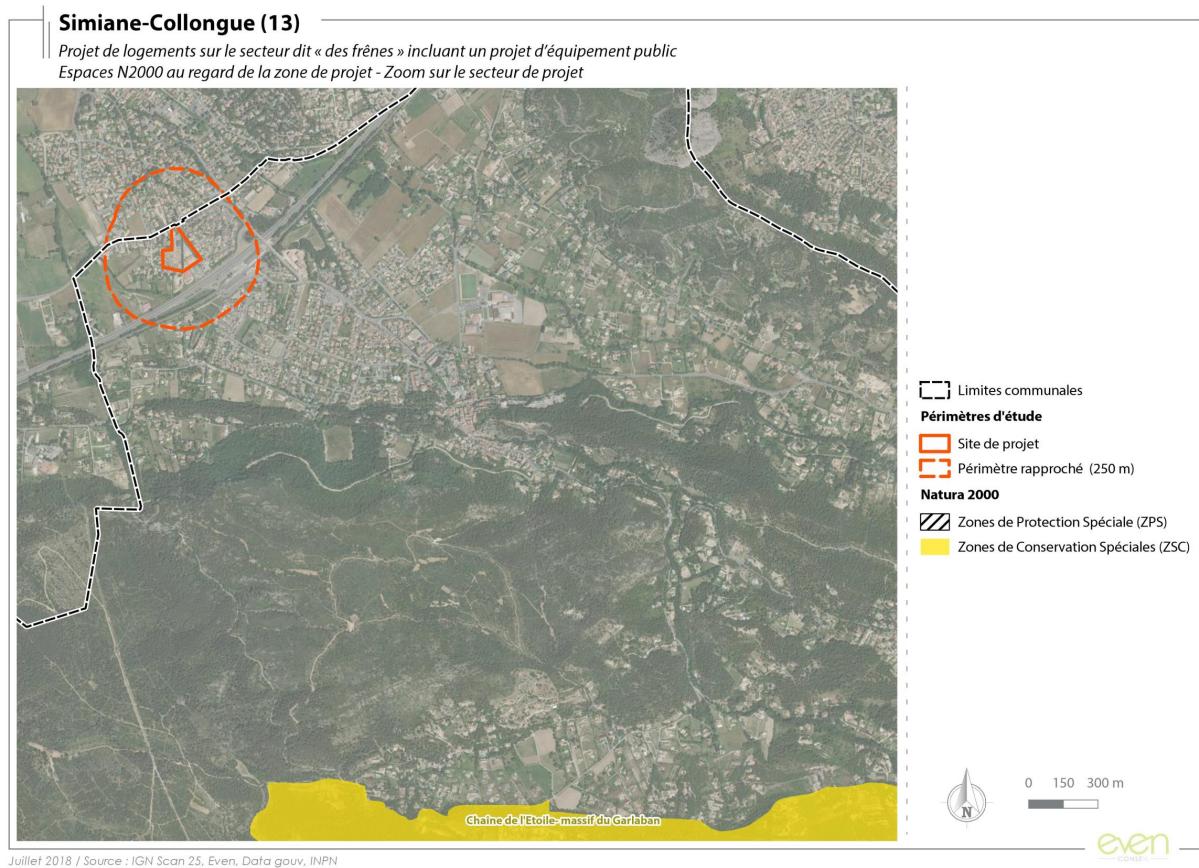 Simiane-Collongue (13)
Projet de logements sur le secteur dit « des frênes » incluant un projet d'équipement public
Espaces N2000 au regard de la zone de projet - Zoom sur le secteur de projet
Limites communales
Périmètres d'étude
Site de projet
Périmètre rapproché (250 m)
Natura 2000
Zones de Protection Spéciale (ZPS)
Zones de Conservation Spéciales (ZSC)
Chaîne de l'Etoile- massif du Garlaban
0 150 300 m
N
even
CONSEIL
Juillet 2018 / Source : IGN Scan 25, Even, Data gouv, INPN